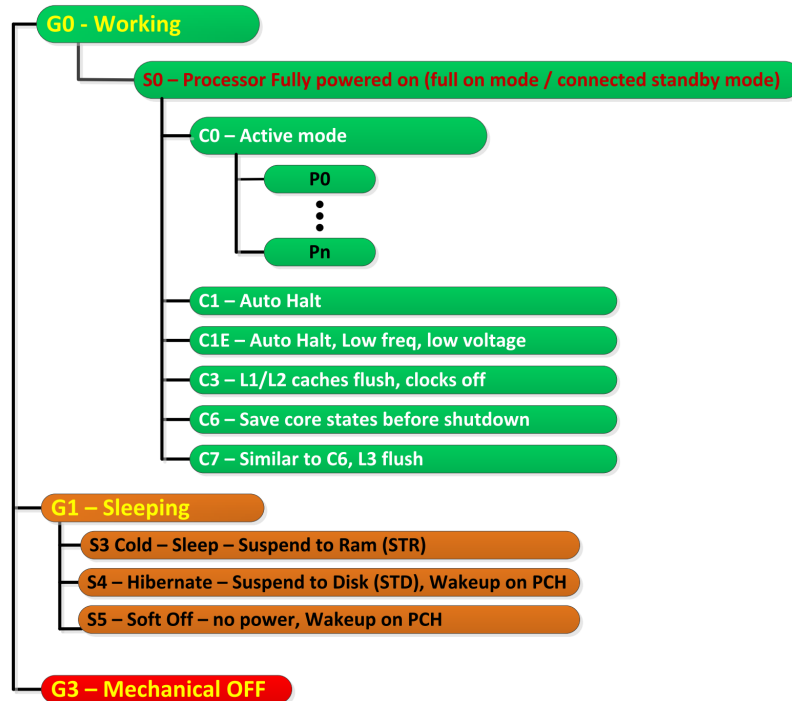 G0 - Working
S0 – Processor Fully powered on (full on mode / connected standby mode)
C0 – Active mode
P0
Pn
C1 – Auto Halt
C1E – Auto Halt, Low freq, low voltage
C3 – L1/L2 caches flush, clocks off
C6 – Save core states before shutdown
C7 – Similar to C6, L3 flush
G1 – Sleeping
S3 Cold – Sleep – Suspend to Ram (STR)
S4 – Hibernate – Suspend to Disk (STD), Wakeup on PCH
S5 – Soft Off – no power, Wakeup on PCH
G3 – Mechanical OFF